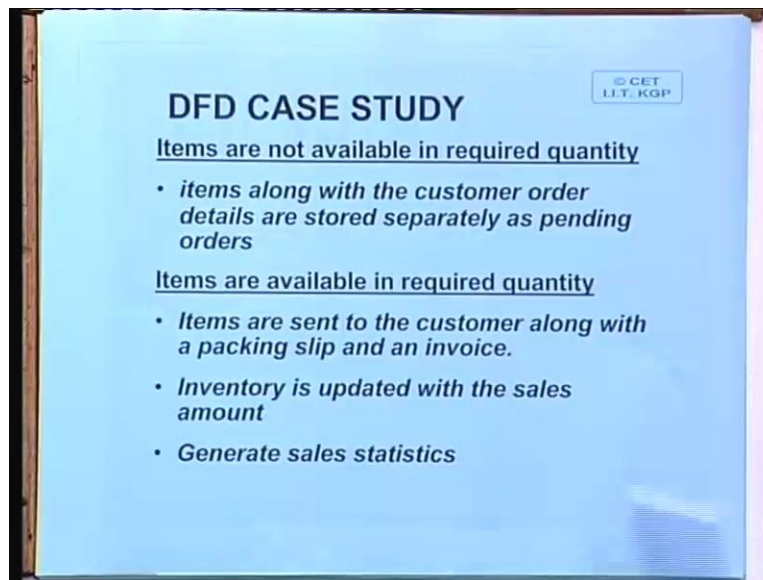 © CET
I.I.T. KGP
DFD CASE STUDY
Items are not available in required quantity
• items along with the customer order
details are stored separately as pending
orders
Items are available in required quantity
• Items are sent to the customer along with
a packing slip and an invoice.
• Inventory is updated with the sales
amount
• Generate sales statistics